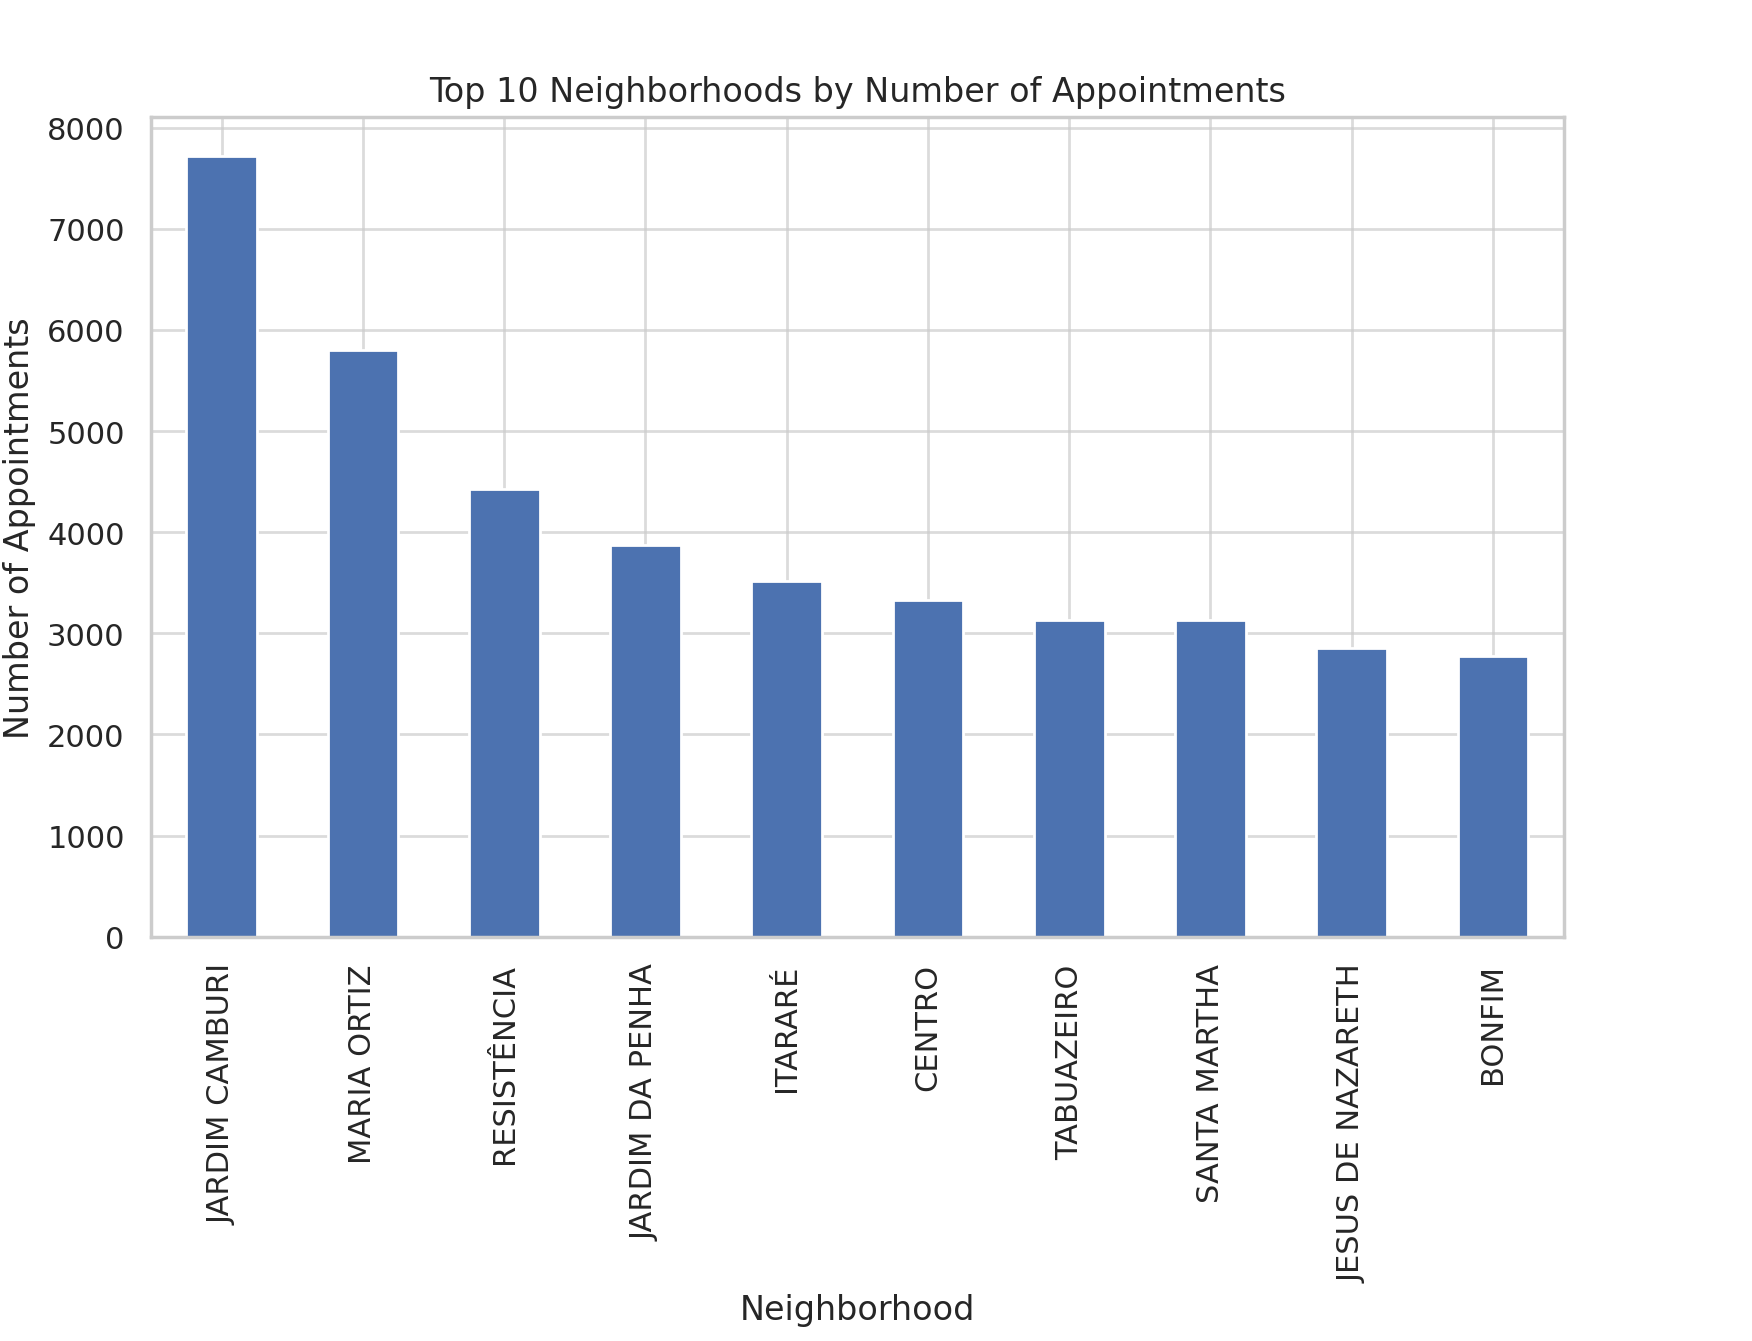 Top 10 Neighborhoods by Number of Appointments
Number of Appointments
8000
7000
6000
5000
4000
3000
2000
1000
0
JARDIM CAMBURI
MARIA ORTIZ
RESISTÊNCIA
JARDIM DA PENHA
ITARARÉ
CENTRO
TABUAZEIRO
SANTA MARTHA
JESUS DE NAZARETH
BONFIM
Neighborhood